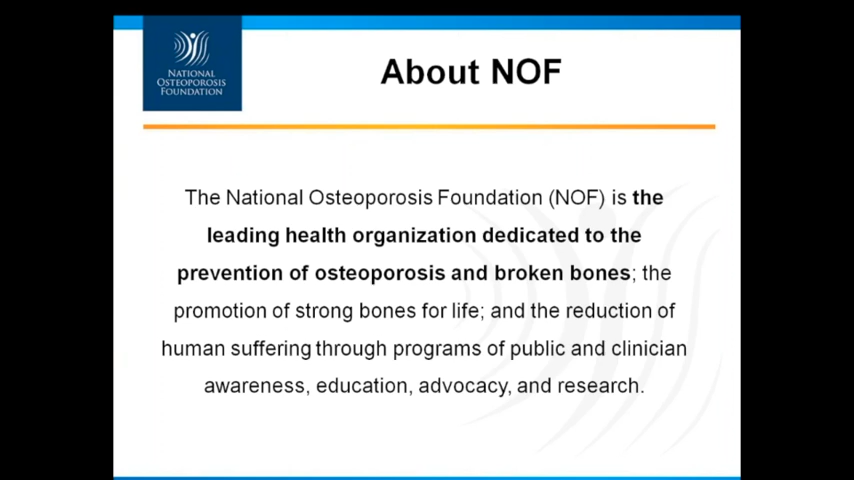 NATIONAL
OSTEOPOROSIS
FOUNDATION
About NOF
The National Osteoporosis Foundation (NOF) is the
leading health organization dedicated to the
prevention of osteoporosis and broken bones; the
promotion of strong bones for life; and the reduction of
human suffering through programs of public and clinician
awareness, education, advocacy, and research.